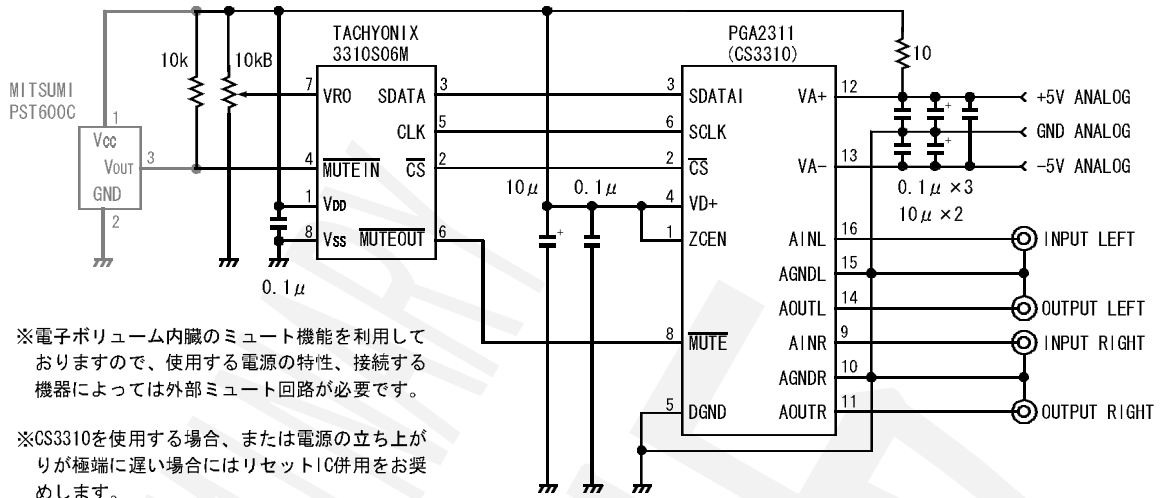 TACHYONIX
3310S06M
PGA2311
(CS3310)
10k
10kB
10
MITSUMI
PST600C
1
Vcc
VOUT
3
GND
2
7
VRO
SDATA
3
CLK
5
4
MUTEIN
CS
2
1
VDD
8
VSS
MUTEOUT
6
0.1μ
10μ
+
0.1μ
3
SDATAI
VA+
12
6
SCLK
2
CS
VA-
13
4
VD+
1
ZCEN
AINL
16
AGNDL
15
AOUTL
14
8
MUTE
AINR
9
AGNDR
10
5
DGND
AOUTR
11
+
+
+5V ANALOG
GND ANALOG
-5V ANALOG
0.1μ×3
10μ×2
INPUT LEFT
OUTPUT LEFT
INPUT RIGHT
OUTPUT RIGHT
※電子ボリューム内臓のミュート機能を利用して
おりますので、使用する電源の特性、接続する
機器によっては外部ミュート回路が必要です。
※CS3310を使用する場合、または電源の立ち上が
りが極端に遅い場合にはリセットIC併用をお奨
めします。